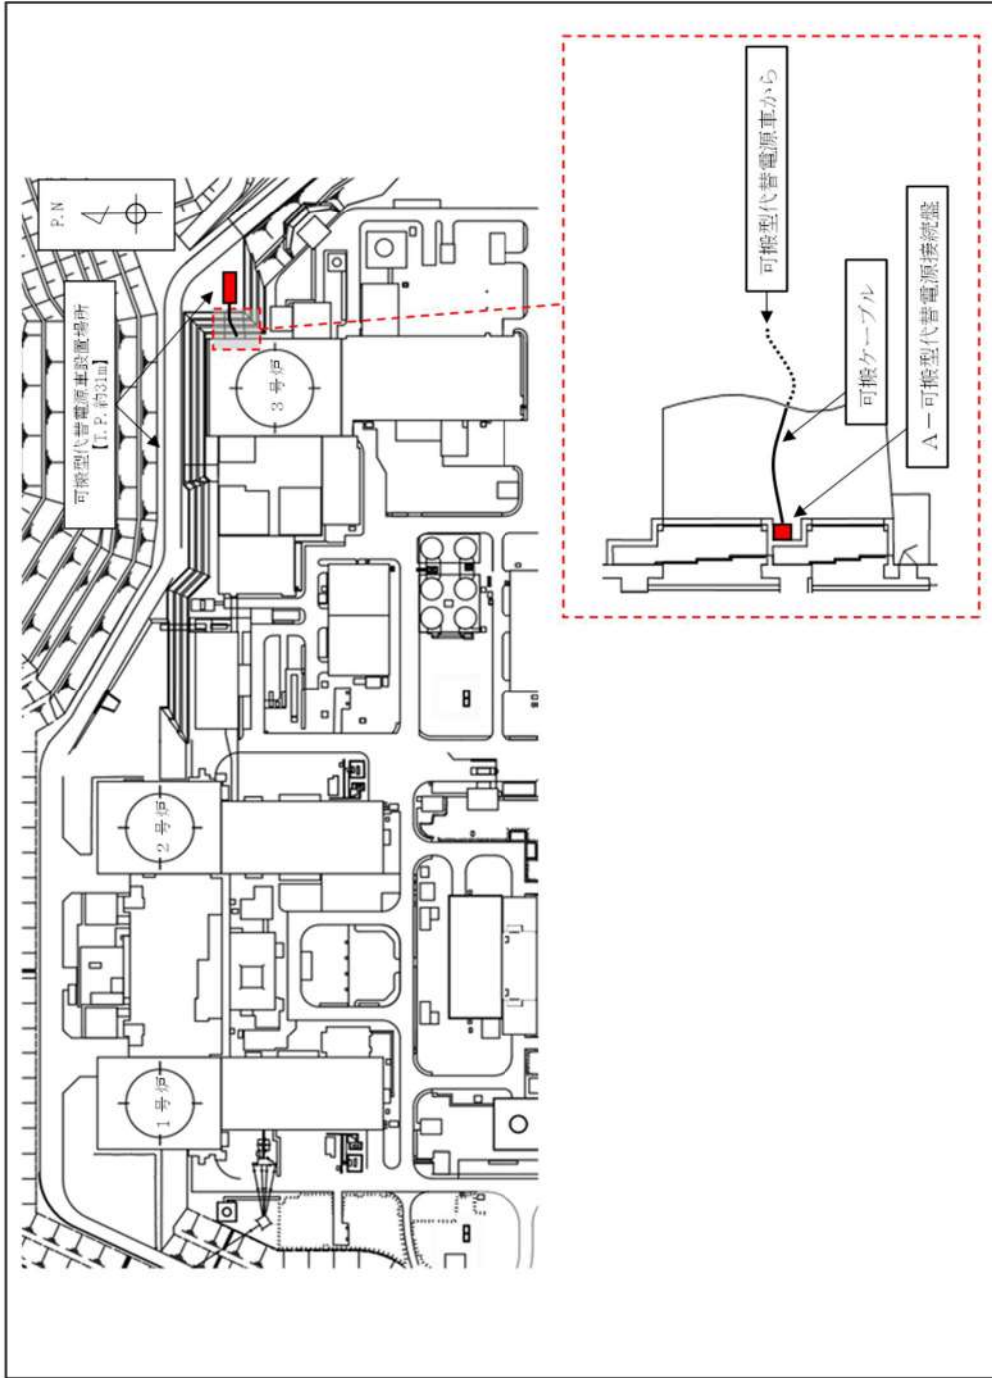 P.N
可搬型代替電源車設置場所
【T.P.約31m】
3号炉
2号炉
1号炉
可搬型代替電源車から
可搬ケーブル
A－可搬型代替電源接続盤